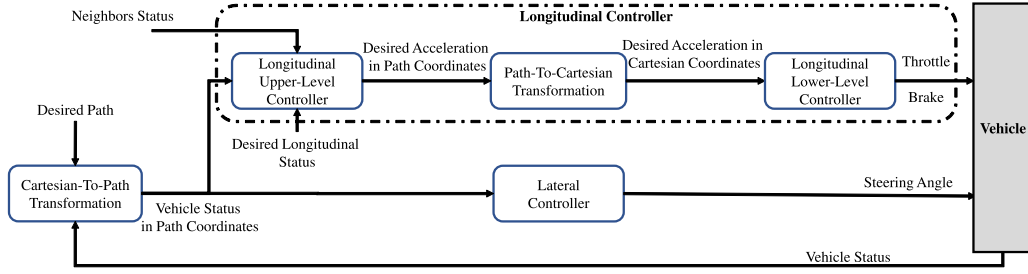 Longitudinal Controller
Neighbors Status
Longitudinal
Upper-Level
Controller
Desired Acceleration
in Path Coordinates
Path-To-Cartesian
Transformation
Desired Acceleration in
Cartesian Coordinates
Longitudinal
Lower-Level
Controller
Throttle
Brake
Vehicle
Desired Path
Desired Longitudinal
Status
Cartesian-To-Path
Transformation
Vehicle Status
in Path Coordinates
Lateral
Controller
Steering Angle
Vehicle Status